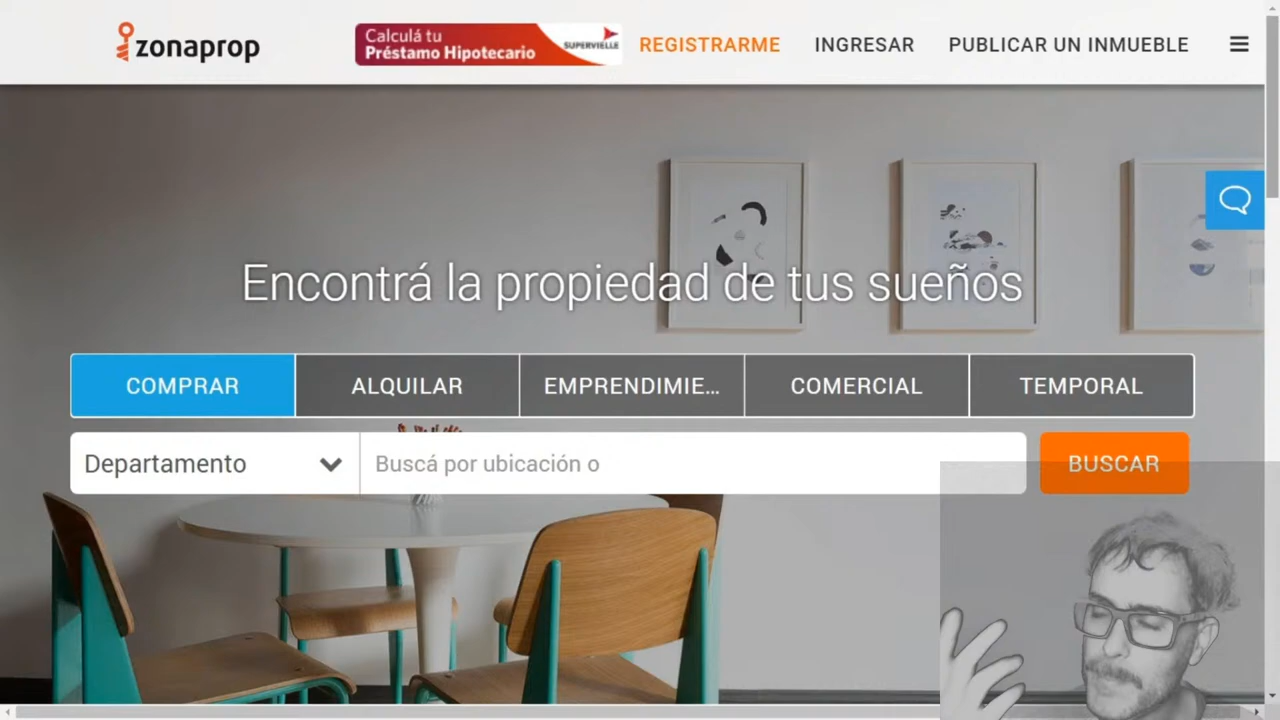 zonaprop
Calculá tu
Préstamo Hipotecario
SUPERVIELLE
REGISTRARME
INGRESAR
PUBLICAR UN INMUEBLE
Encontrá la propiedad de tus sueños
COMPRAR
ALQUILAR
EMPRENDIMIE...
COMERCIAL
TEMPORAL
Departamento
Buscá por ubicación o
BUSCAR